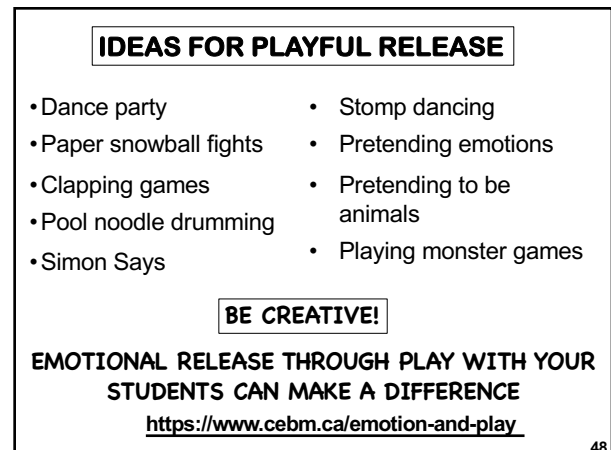 IDEAS FOR PLAYFUL RELEASE
•Dance party
•Paper snowball fights
•Clapping games
•Pool noodle drumming
•Simon Says
• Stomp dancing
• Pretending emotions
• Pretending to be
animals
• Playing monster games
BE CREATIVE!
EMOTIONAL RELEASE THROUGH PLAY WITH YOUR
STUDENTS CAN MAKE A DIFFERENCE
https://www.cebm.ca/emotion-and-play
48